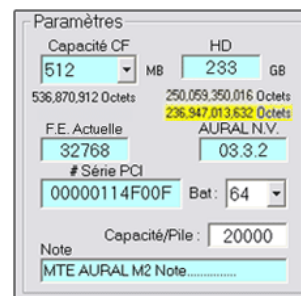 Paramètres
Capacité CF HD
512 MB 233 GB
536,870,912 Octets 250,059,350,016 Octets
236,947,013,632 Octets
F.E. Actuelle AURAL N.V.
32768 03.3.2
# Série PCI
00000114F00F Bat: 64
Capacité/Pile: 20000
Note
MTE AURAL M2 Note...............